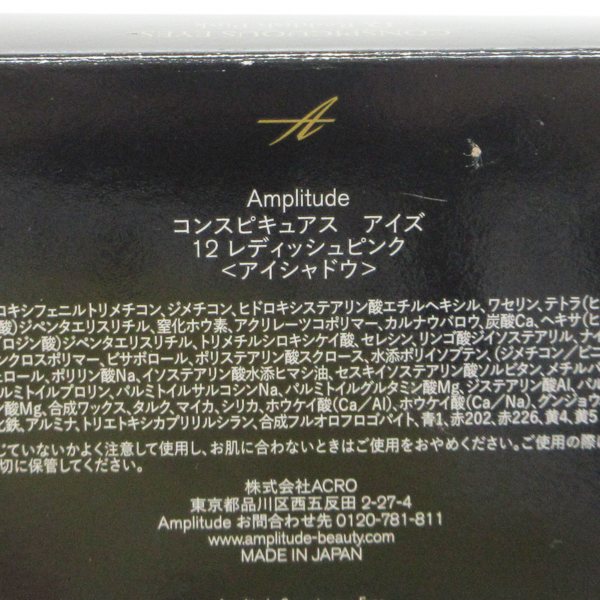 CONSPICUOUS EYES
Amplitude
コンスピキュアス アイズ
12 レディッシュピンク
<アイシャドウ>
ロキシフェニルトリメチコン、ジメチコン、ヒドロキシステアリン酸エチルヘキシル、ワセリン、テトラ(ヒ
酸)ジペンタエリスリチル、窒化ホウ素、アクリレーツコポリマー、カルナウバロウ、炭酸Ca、ヘキサ(ヒ
ロジン酸)ジペンタエリスリチル、トリメチルシロキシケイ酸、セレシン、リンゴ酸ジイソステアリル、ナイ
ンクロスポリマー、ビサボロール、ポリステアリン酸スクロース、水添ポリイソブテン、(ジメチコン/ビニ
ェロール、ポリリン酸Na、イソステアリン酸水添ヒマシ油、セスキイソステアリン酸ソルビタン、メチルパ
ルミトイルプロリン、パルミトイルサルコシンNa、パルミトイルグルタミン酸Mg、ジステアリン酸Al、パル
ン酸Mg、合成ワックス、タルク、マイカ、シリカ、ホウケイ酸(Ca/Al)、ホウケイ酸(Ca/Na)、グンジョウ
化鉄、アルミナ、トリエトキシカプリリルシラン、合成フルオロフロゴパイト、青1、赤202、赤226、黄4、黄5
じていないかよく注意して使用し、お肌に合わないときはご使用をおやめください。ご使用の際に
切に保管してください。
株式会社ACRO
東京都品川区西五反田 2-27-4
Amplitude お問合わせ先 0120-781-811
www.amplitude-beauty.com
MADE IN JAPAN